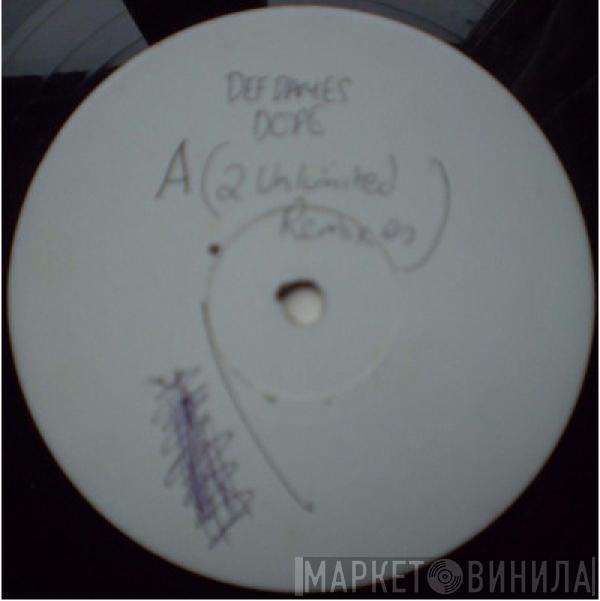 DEF DAMES
DOPE
A (2 Unlimited
Remixes)
МАРКЕТ ВИНИЛА